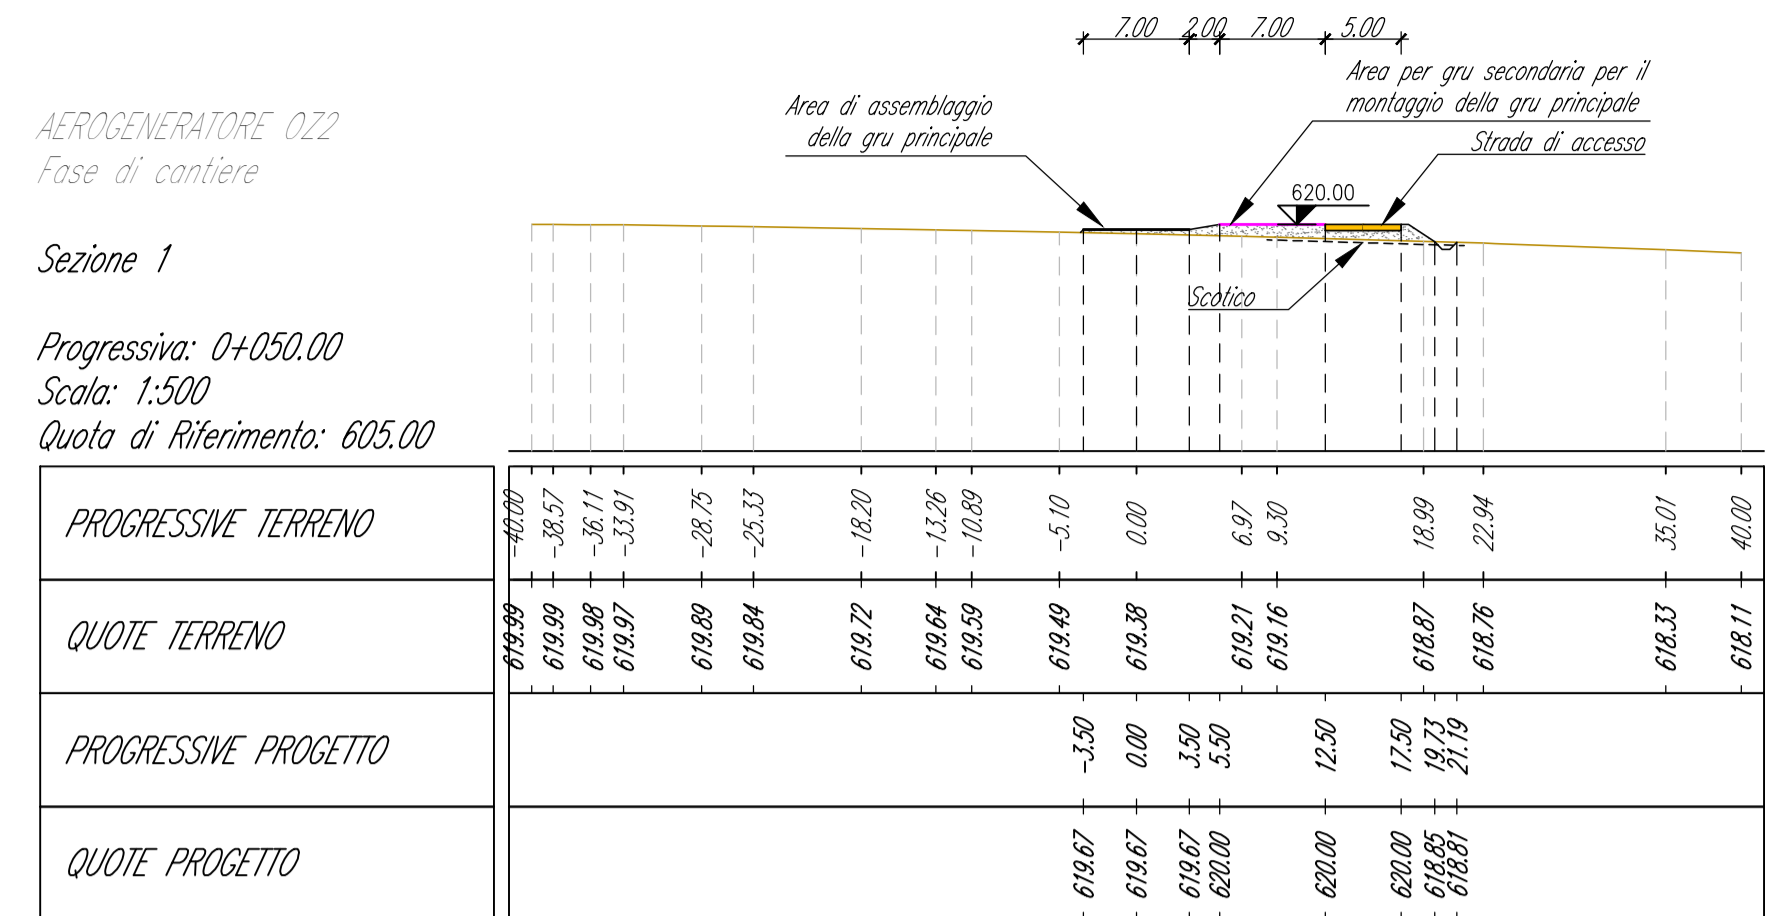 7.00 2.00 7.00 5.00
Area per gru secondaria per il
montaggio della gru principale
Area di assemblaggio
della gru principale
Strada di accesso
AEROGENERATORE OZ2
Fase di cantiere
620.00
Sezione 1
Scotico
Progressiva: 0+050.00
Scala: 1:500
Quota di Riferimento: 605.00
PROGRESSIVE TERRENO -40.00 -38.57 -36.11 -33.91 -28.75 -25.33 -18.20 -13.26 -10.89 -5.10 0.00 6.97 9.30 18.99 22.94 35.01 40.00
QUOTE TERRENO 619.99 619.99 619.98 619.97 619.89 619.84 619.72 619.64 619.59 619.49 619.38 619.21 619.16 618.87 618.76 618.33 618.11
PROGRESSIVE PROGETTO -3.50 0.00 3.50 5.50 12.50 17.50 19.73 21.19
QUOTE PROGETTO 619.67 619.67 619.67 620.00 620.00 620.00 618.85 618.81